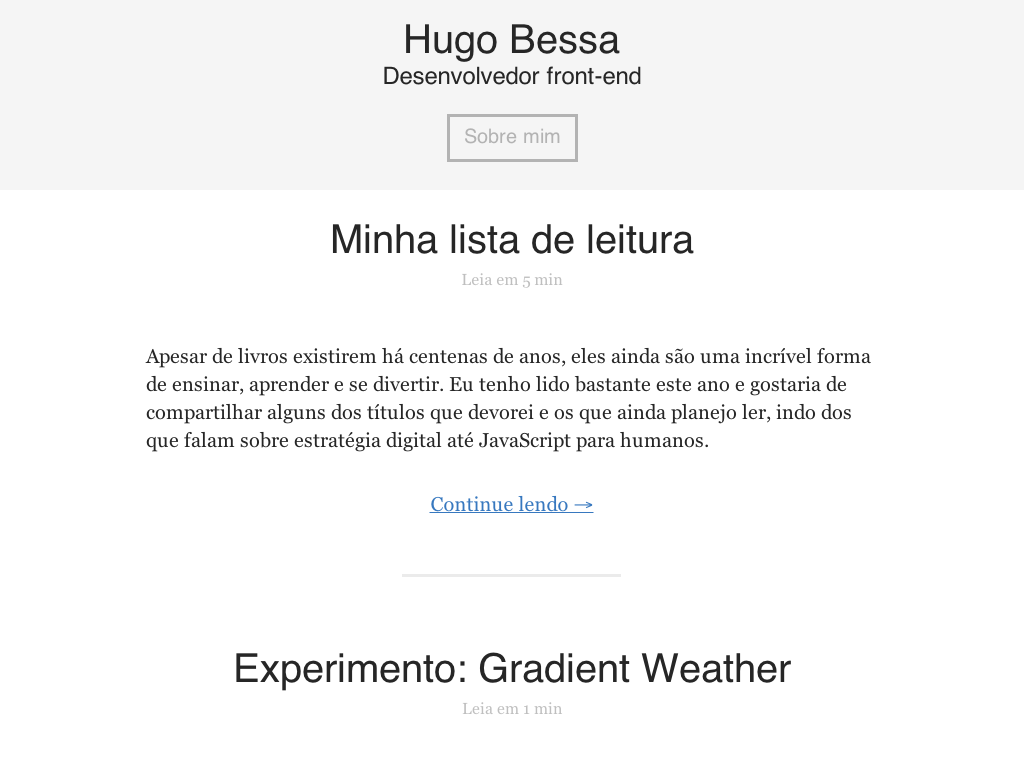 Hugo Bessa
Desenvolvedor front-end
Sobre mim
Minha lista de leitura
Leia em 5 min
Apesar de livros existirem há centenas de anos, eles ainda são uma incrível forma
de ensinar, aprender e se divertir. Eu tenho lido bastante este ano e gostaria de
compartilhar alguns dos títulos que devorei e os que ainda planejo ler, indo dos
que falam sobre estratégia digital até JavaScript para humanos.
Continue lendo →
Experimento: Gradient Weather
Leia em 1 min